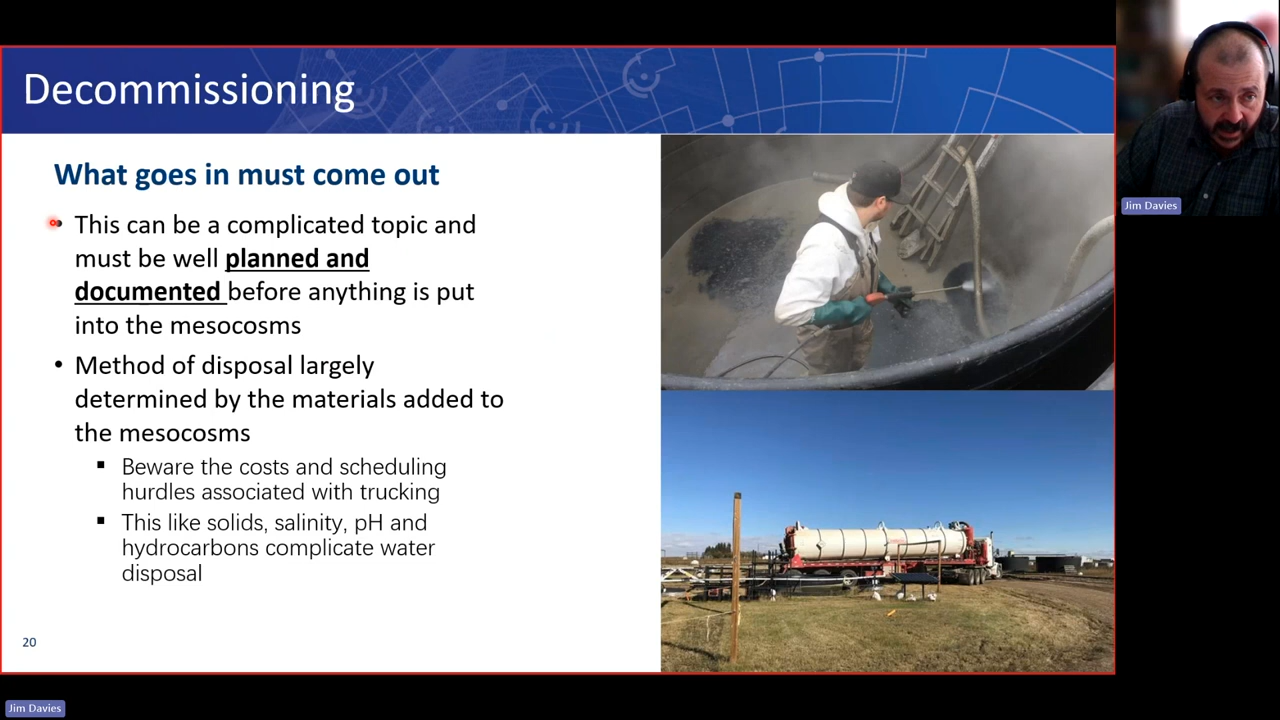 Decommissioning
What goes in must come out
• This can be a complicated topic and
must be well planned and
documented before anything is put
into the mesocosms
• Method of disposal largely
determined by the materials added to
the mesocosms
▪ Beware the costs and scheduling
hurdles associated with trucking
▪ This like solids, salinity, pH and
hydrocarbons complicate water
disposal
20
Jim Davies
Jim Davies